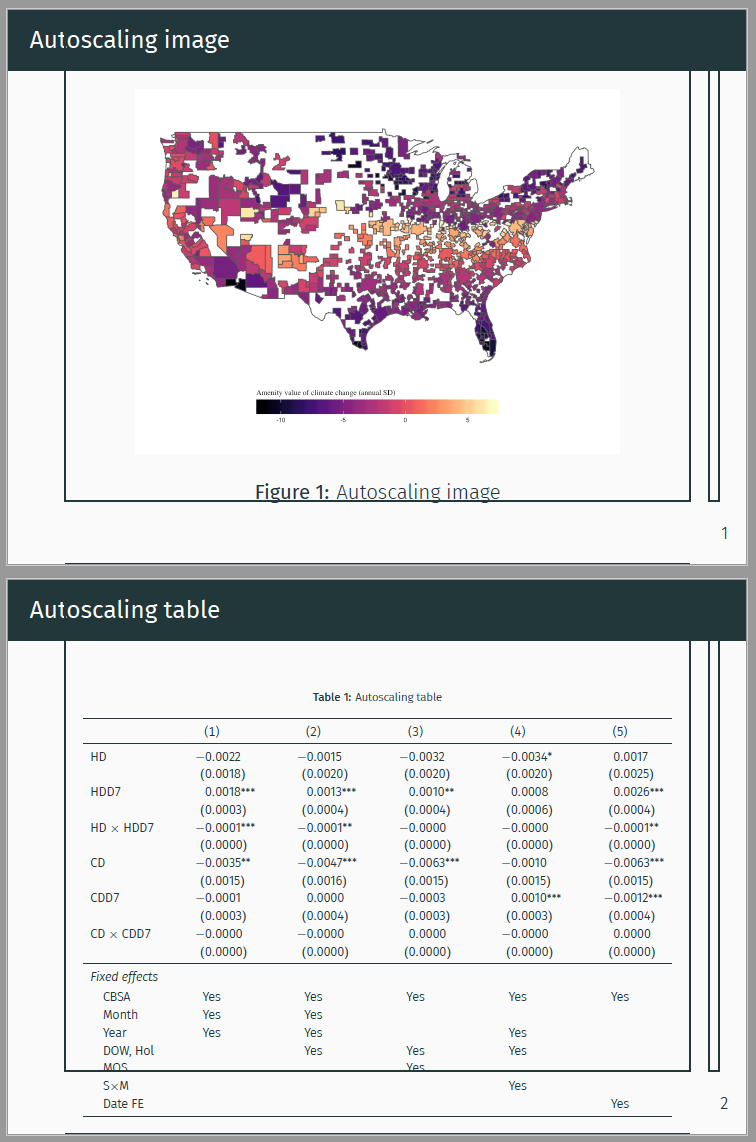 Autoscaling image
Amenity value of climate change (annual SD)
-10 -5 0 5
Figure 1: Autoscaling image
1
Autoscaling table
Table 1: Autoscaling table
(1) (2) (3) (4) (5)
HD −0.0022 −0.0015 −0.0032 −0.0034* 0.0017
(0.0018) (0.0020) (0.0020) (0.0020) (0.0025)
HDD7 0.0018*** 0.0013*** 0.0010** 0.0008 0.0026***
(0.0003) (0.0004) (0.0004) (0.0006) (0.0004)
HD × HDD7 −0.0001*** −0.0001** −0.0000 −0.0000 −0.0001**
(0.0000) (0.0000) (0.0000) (0.0000) (0.0000)
CD −0.0035** −0.0047*** −0.0063*** −0.0010 −0.0063***
(0.0015) (0.0016) (0.0015) (0.0015) (0.0015)
CDD7 −0.0001 0.0000 −0.0003 0.0010*** −0.0012***
(0.0003) (0.0004) (0.0003) (0.0003) (0.0004)
CD × CDD7 −0.0000 −0.0000 0.0000 −0.0000 0.0000
(0.0000) (0.0000) (0.0000) (0.0000) (0.0000)
Fixed effects
CBSA Yes Yes Yes Yes Yes
Month Yes Yes
Year Yes Yes Yes
DOW, Hol Yes Yes Yes
MOS Yes
S×M Yes
Date FE Yes
2